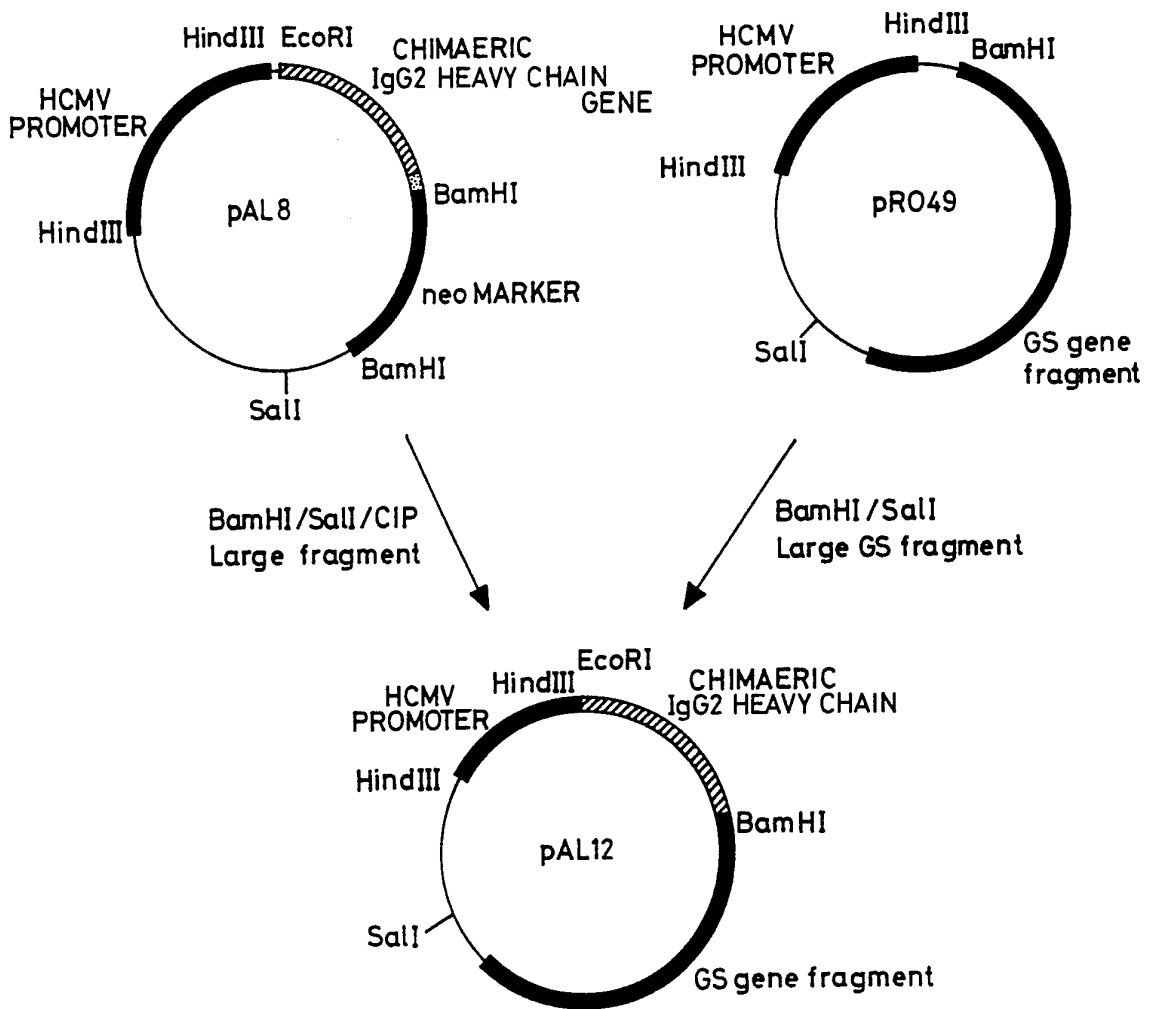 HindIII EcoRI
CHIMAERIC
IgG2 HEAVY CHAIN
GENE
HCMV
PROMOTER
HindIII
pAL8
BamHI
neo MARKER
BamHI
SalI
HCMV
PROMOTER
HindIII
BamHI
HindIII
pRO49
SalI
GS gene
fragment
BamHI/SalI/CIP
Large fragment
BamHI/SalI
Large GS fragment
EcoRI
HindIII
CHIMAERIC
IgG2 HEAVY CHAIN
HCMV
PROMOTER
HindIII
BamHI
pAL12
SalI
GS gene fragment